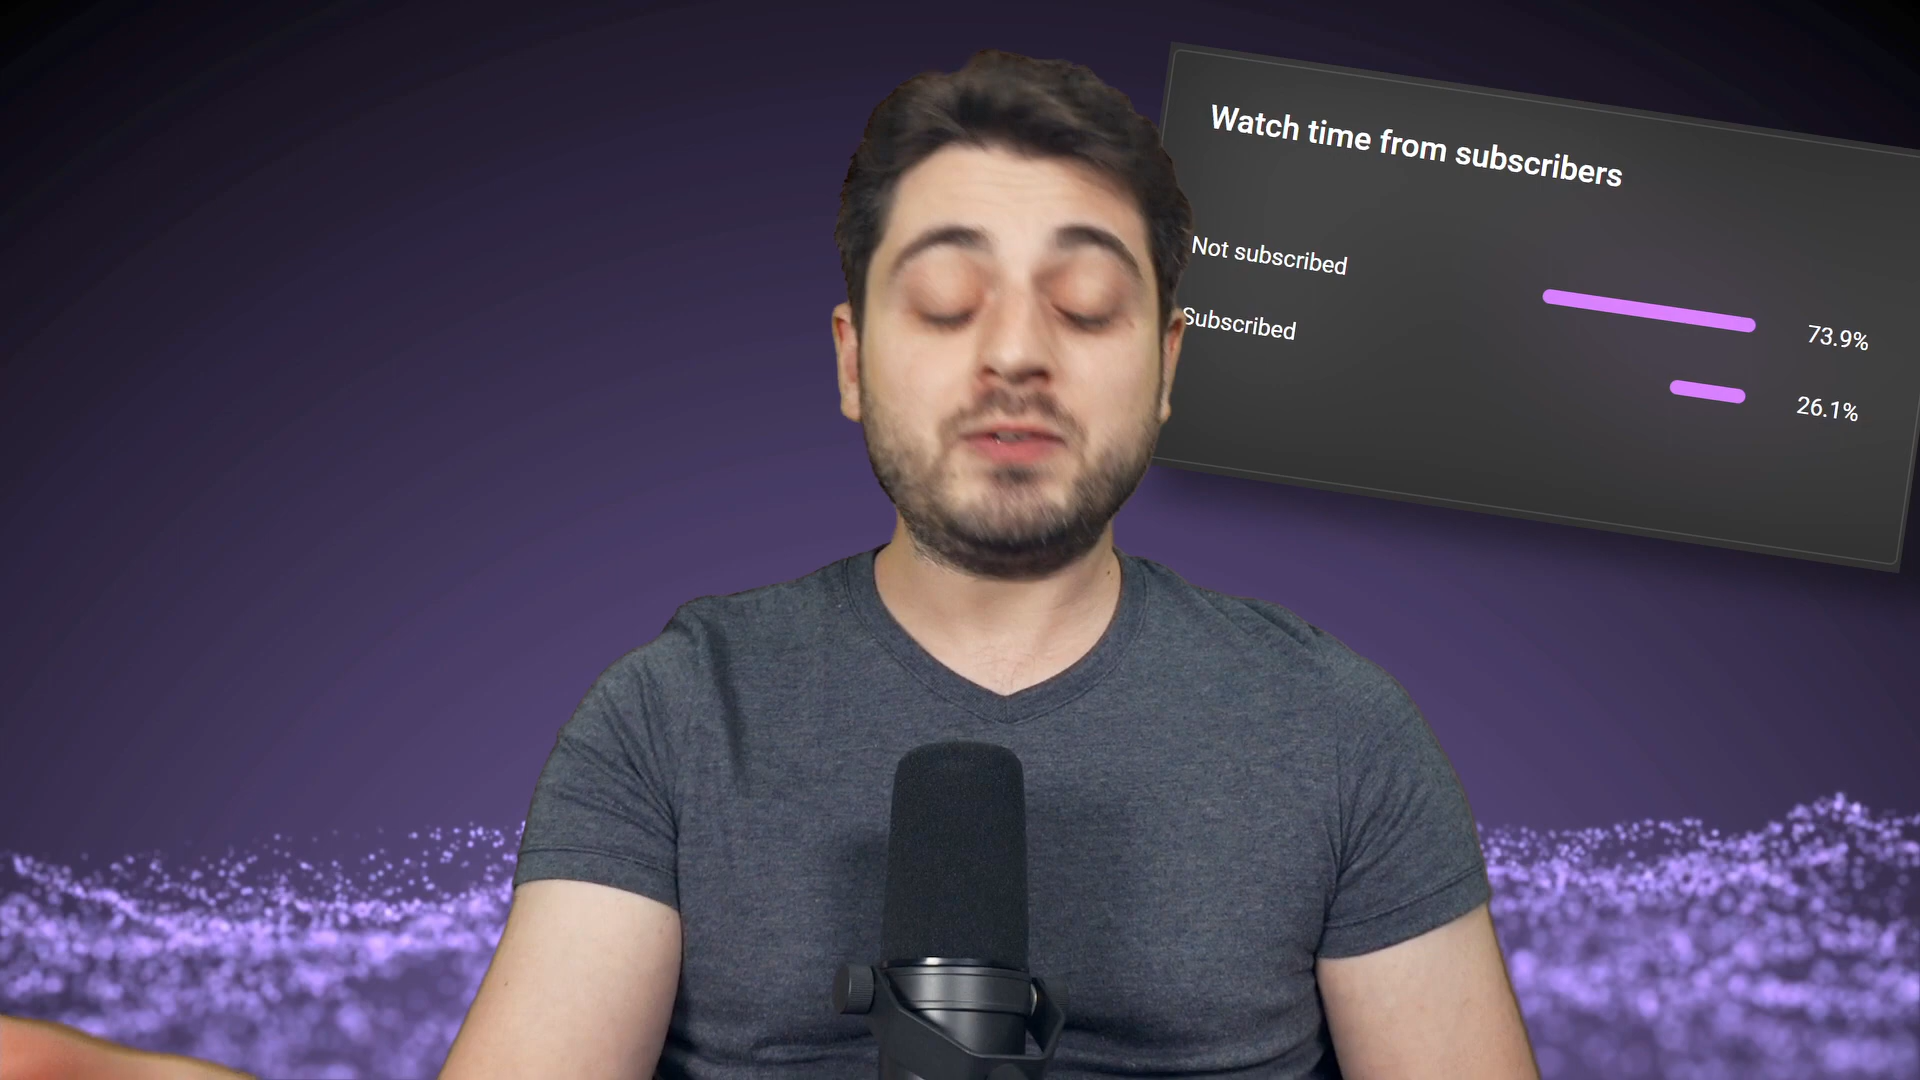 Watch time from subscribers
Not subscribed
73.9%
Subscribed
26.1%